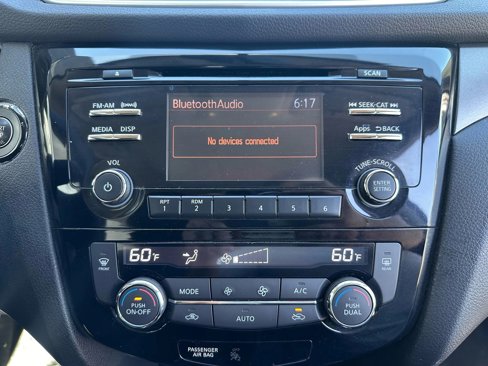 SCAN
FM·AM
BluetoothAudio 6:17
SEEK·CAT
MEDIA DISP
No devices connected
Apps BACK
VOL
TUNE·SCROLL
ENTER
SETTING
RPT RDM
1 2 3 4 5 6
60°F 60°F
FRONT
REAR
PUSH
ON·OFF
MODE A/C
PUSH
DUAL
AUTO
PASSENGER
AIR BAG